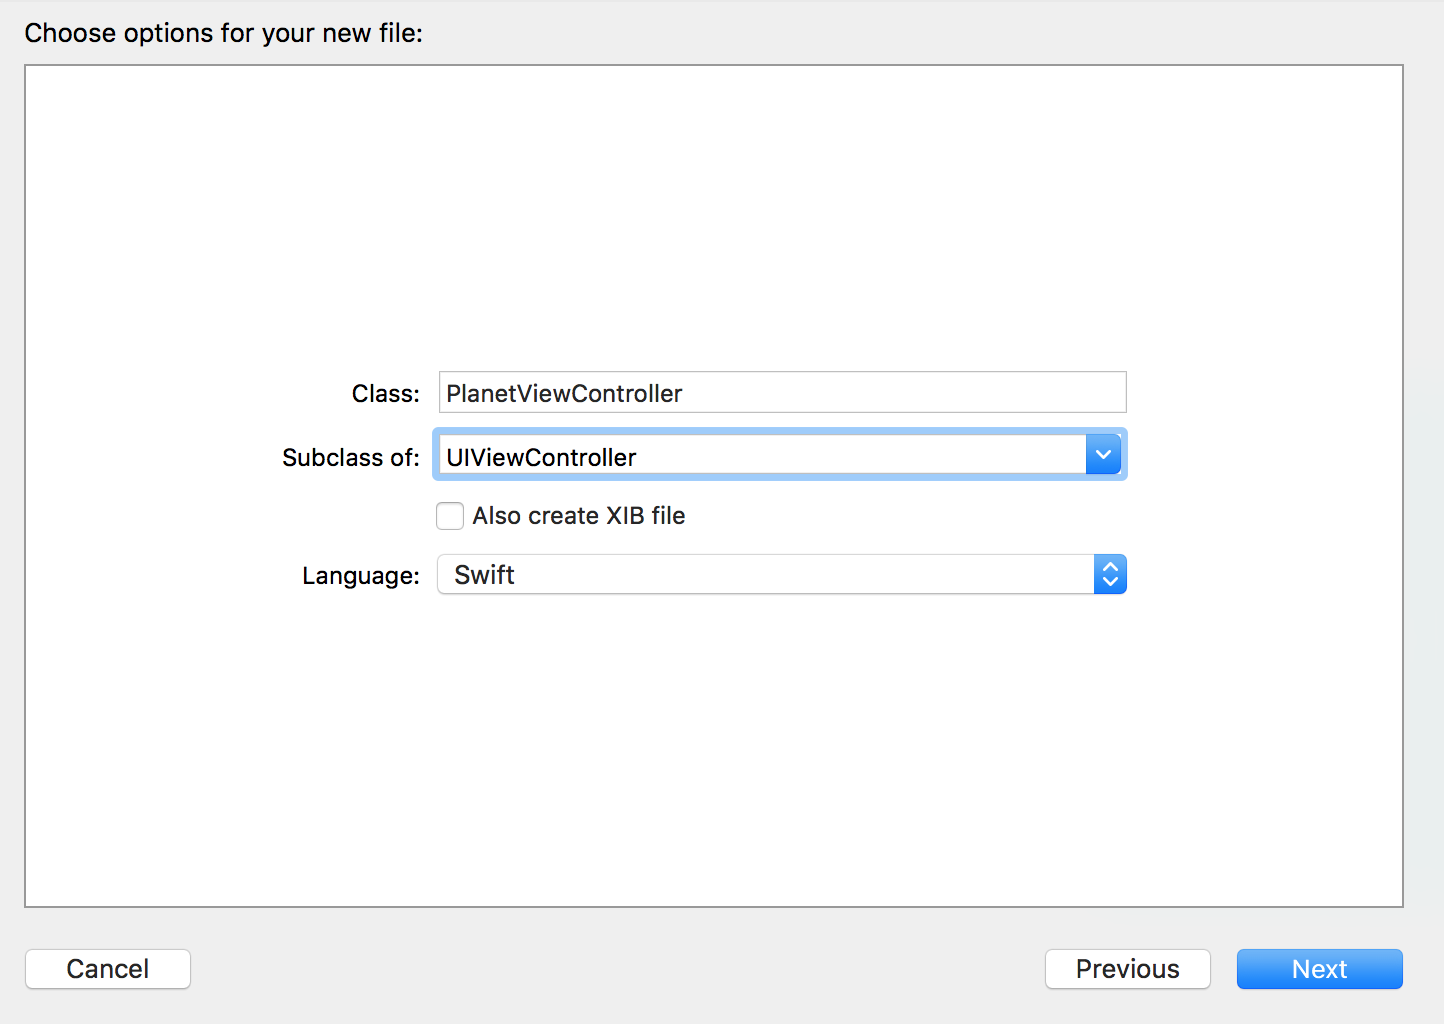 Choose options for your new file:
Class: PlanetViewController
Subclass of: UIViewController
Also create XIB file
Language: Swift
Cancel Previous Next